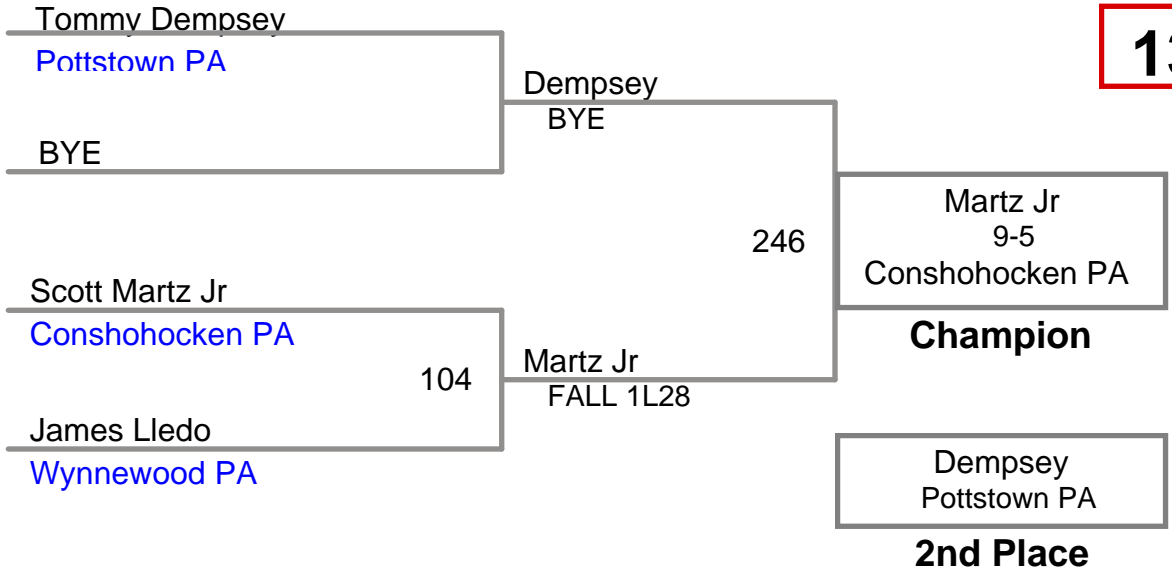 Tommy Dempsey
Pottstown PA
Dempsey
BYE
BYE
246
Martz Jr
9-5
Conshohocken PA
Champion
Scott Martz Jr
Conshohocken PA
104
Martz Jr
FALL 1L28
James Lledo
Wynnewood PA
Dempsey
Pottstown PA
2nd Place